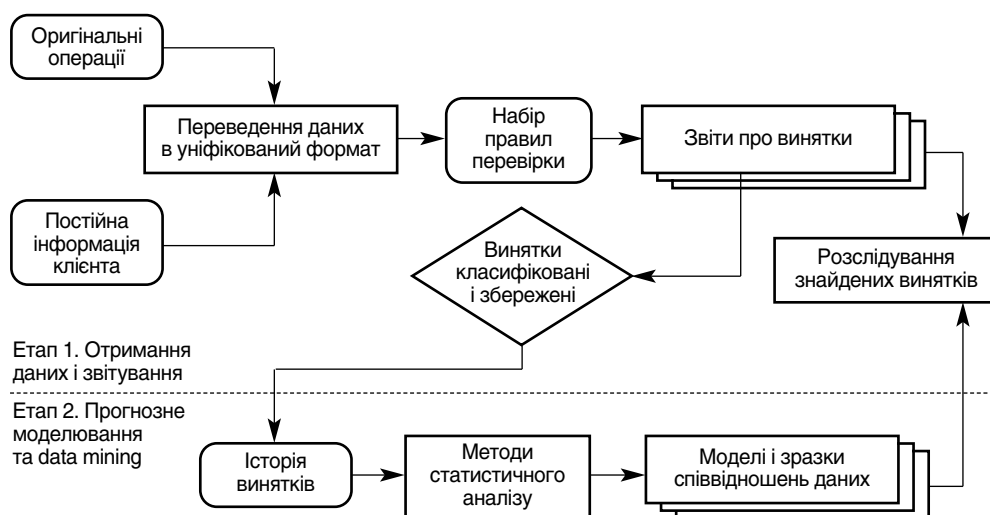 Оригінальні
операції
Переведення даних
в уніфікований формат
Набір
правил
перевірки
Звіти про винятки
Постійна
інформація
клієнта
Винятки
класифіковані
і збережені
Розслідування
знайдених винятків
Етап 1. Отримання
даних і звітування
Етап 2. Прогнозне
моделювання
та data mining
Історія
винятків
Методи
статистичного
аналізу
Моделі і зразки
співвідношень даних